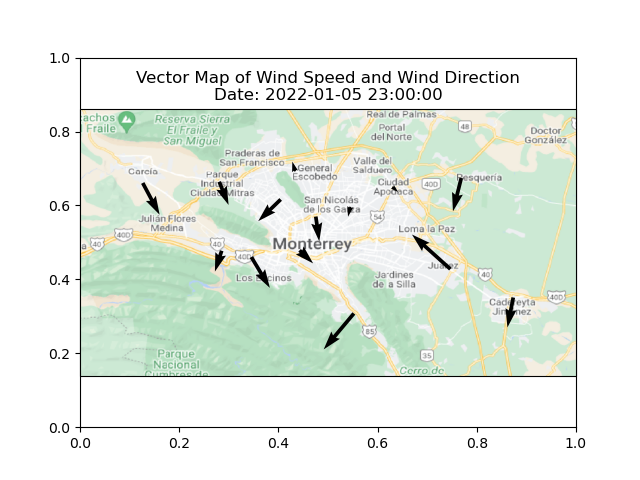 1.0
Vector Map of Wind Speed and Wind Direction
Date: 2022-01-05 23:00:00
achos
e Fraile
Reserva Sierra
El Fraile y
San Miguel
Real de Palmas
Portal
del Norte
48
Doctor
González
0.8
Praderas de
San Francisco
General
Escobedo
Valle del
Salduero
García
Parque
Industrial
Ciudad Mitras
Ciudad
Apodaca
40D
Pesquería
0.6
San Nicolás
de los Garza
54
Julián Flores
Medina
Loma la Paz
40
40D
40
40D
Monterrey
Juárez
40
0.4
Los
Jardines
de la Silla
Cadereyta
Jiménez
40D
85
0.2
Parque
Nacional
Cumbres de
35
Cerro de
0.0
0.0
0.2
0.4
0.6
0.8
1.0